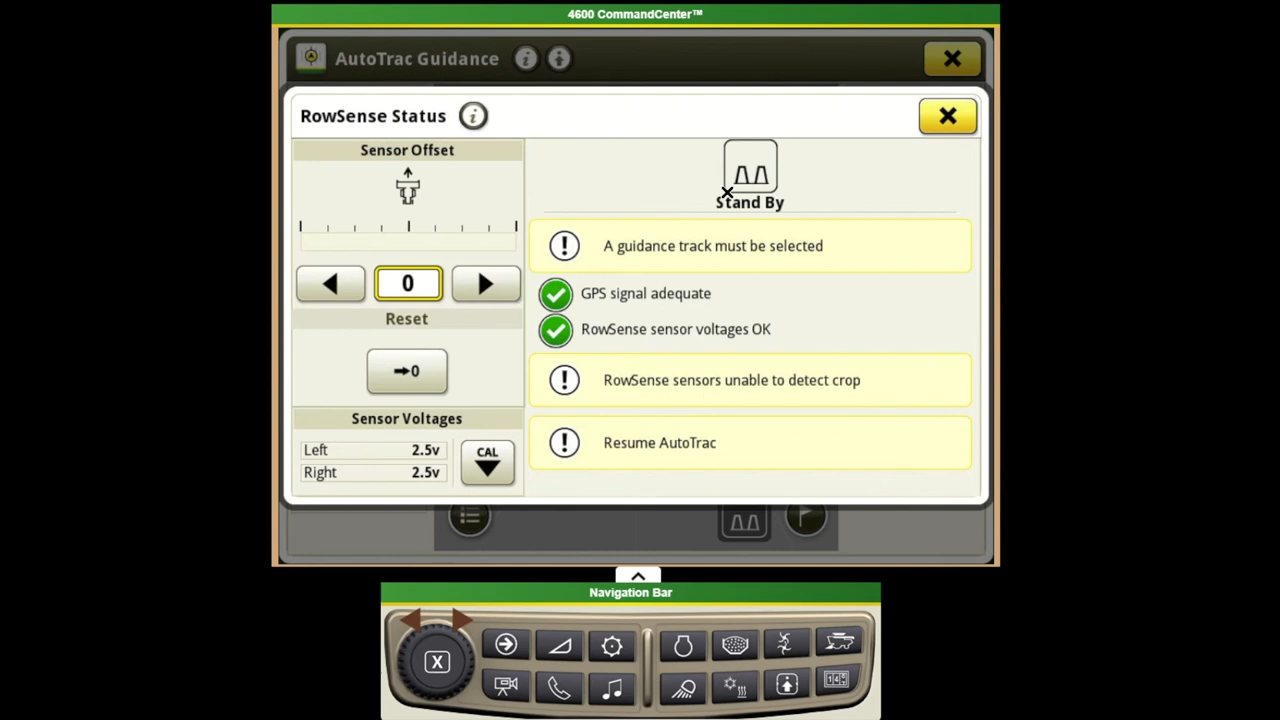 4600 CommandCenter™
AutoTrac Guidance
RowSense Status
Sensor Offset
Stand By
A guidance track must be selected
0
GPS signal adequate
Reset
RowSense sensor voltages OK
→0
RowSense sensors unable to detect crop
Sensor Voltages
Resume AutoTrac
Left 2.5v
CAL
Right 2.5v
Navigation Bar
X